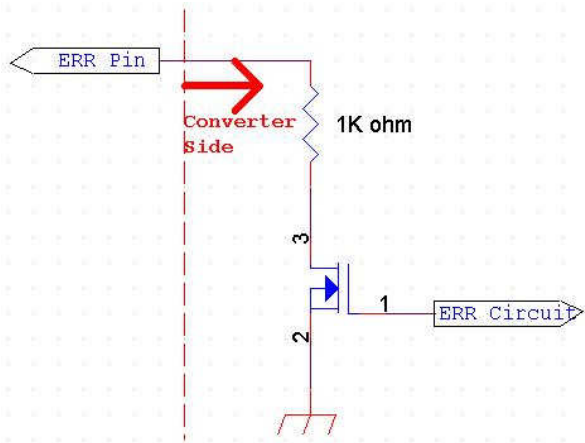 ERR Pin
Converter
Side
1K ohm
3
1
ERR Circuit
2